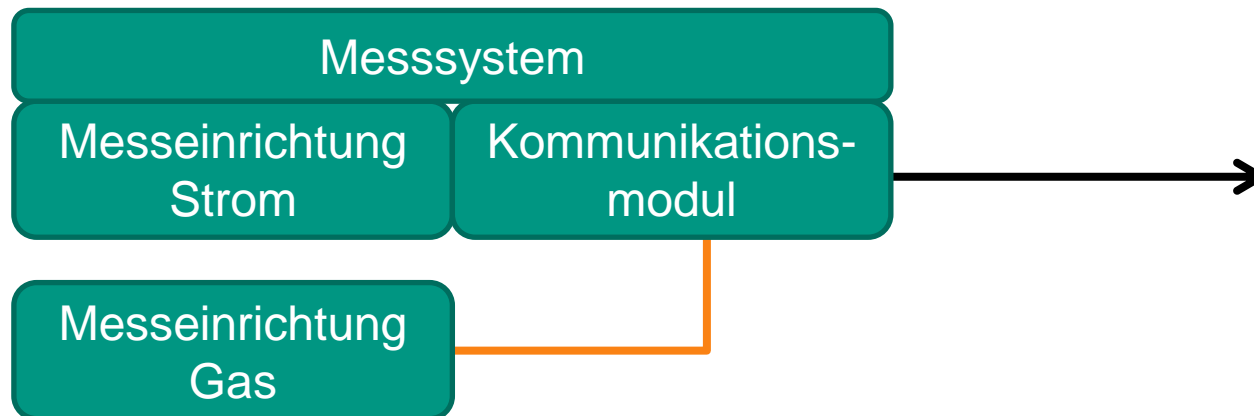 Messsystem
Messeinrichtung
Strom
Kommunikations-
modul
Messeinrichtung
Gas